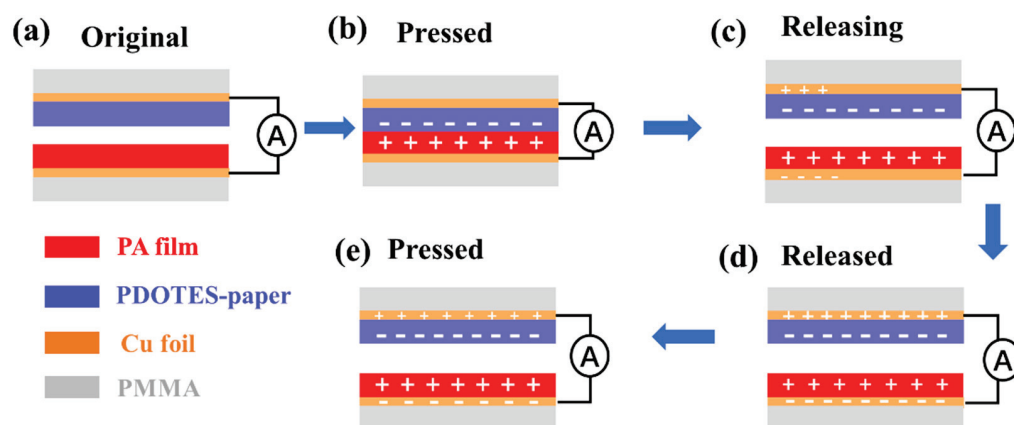 (a) Original
(b) Pressed
(c) Releasing
A
A
A
PA film
PDOTES-paper
Cu foil
PMMA
(e) Pressed
(d) Released
A
A